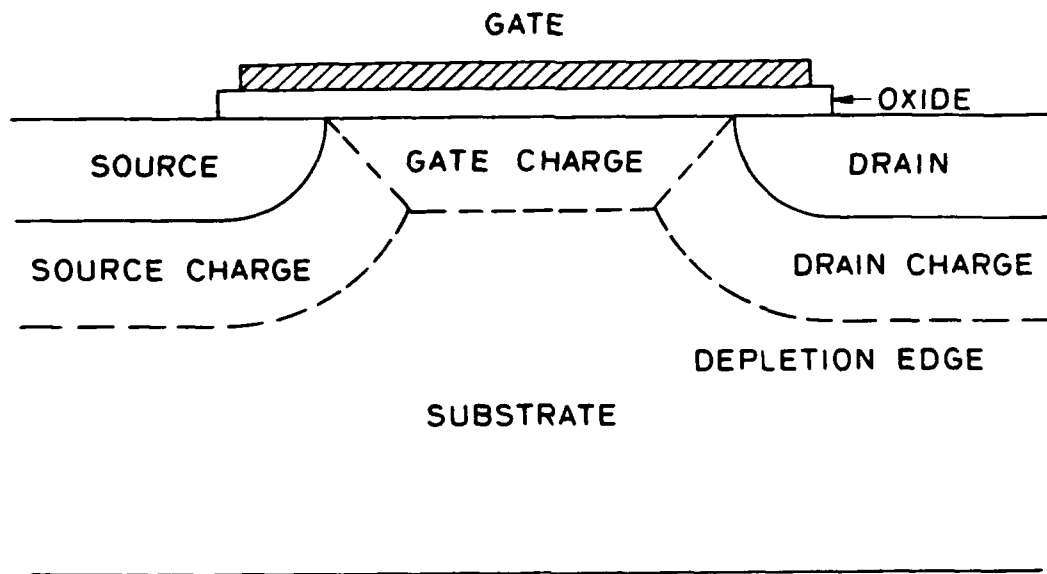 GATE
OXIDE
SOURCE
GATE CHARGE
DRAIN
SOURCE CHARGE
DRAIN CHARGE
DEPLETION EDGE
SUBSTRATE